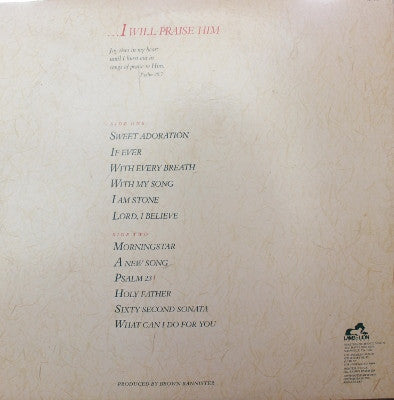 ...I WILL PRAISE HIM
Joy rises in my heart
until I burst out in
songs of praise to Him.
Psalm 28:7
SIDE ONE
SWEET ADORATION
IF EVER
WITH EVERY BREATH
WITH MY SONG
I AM STONE
LORD, I BELIEVE
SIDE TWO
MORNINGSTAR
A NEW SONG
PSALM 23
HOLY FATHER
SIXTY SECOND SONATA
WHAT CAN I DO FOR YOU
PRODUCED BY BROWN BANNISTER
LAMB & LION